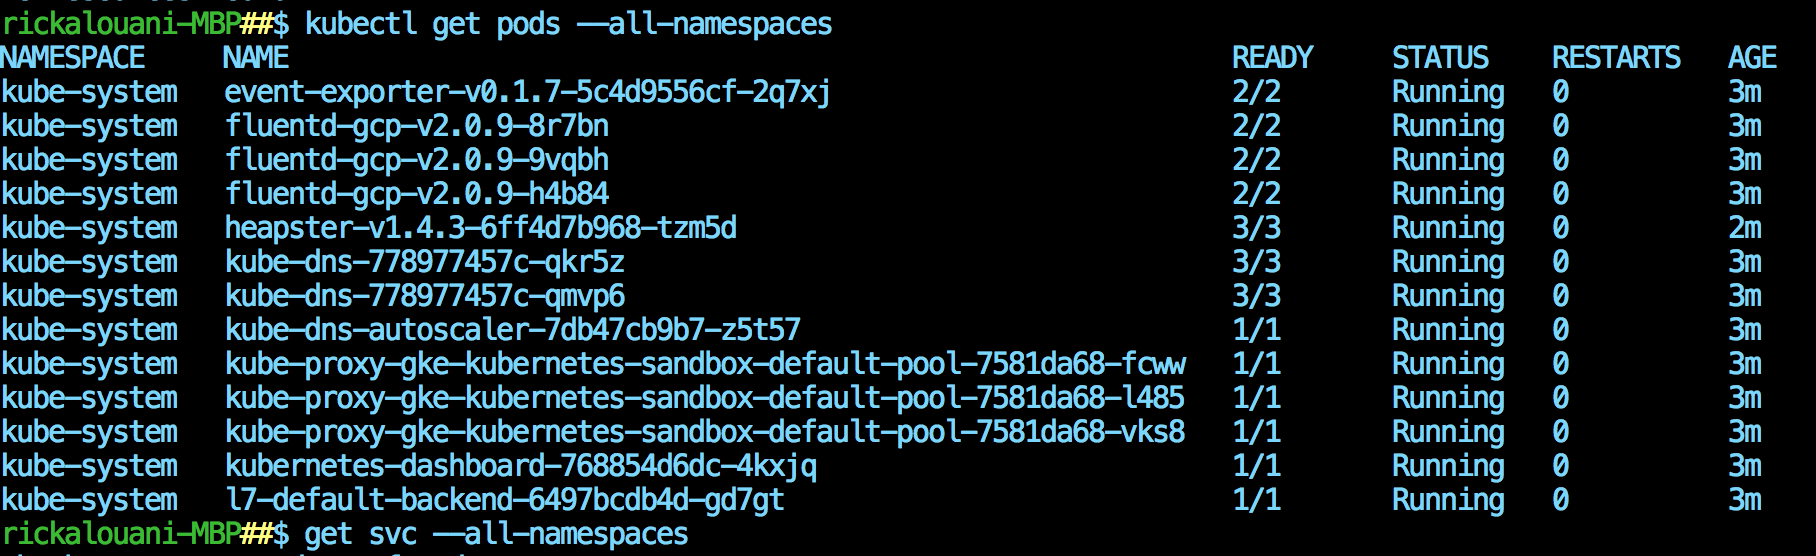 rickalouani-MBP##$ kubectl get pods --all-namespaces
NAMESPACE NAME READY STATUS RESTARTS AGE
kube-system event-exporter-v0.1.7-5c4d9556cf-2q7xj 2/2 Running 0 3m
kube-system fluentd-gcp-v2.0.9-8r7bn 2/2 Running 0 3m
kube-system fluentd-gcp-v2.0.9-9vqbh 2/2 Running 0 3m
kube-system fluentd-gcp-v2.0.9-h4b84 2/2 Running 0 3m
kube-system heapster-v1.4.3-6ff4d7b968-tzm5d 3/3 Running 0 2m
kube-system kube-dns-778977457c-qkr5z 3/3 Running 0 3m
kube-system kube-dns-778977457c-qmvp6 3/3 Running 0 3m
kube-system kube-dns-autoscaler-7db47cb9b7-z5t57 1/1 Running 0 3m
kube-system kube-proxy-gke-kubernetes-sandbox-default-pool-7581da68-fcww 1/1 Running 0 3m
kube-system kube-proxy-gke-kubernetes-sandbox-default-pool-7581da68-l485 1/1 Running 0 3m
kube-system kube-proxy-gke-kubernetes-sandbox-default-pool-7581da68-vks8 1/1 Running 0 3m
kube-system kubernetes-dashboard-768854d6dc-4kxjq 1/1 Running 0 3m
kube-system l7-default-backend-6497bcdb4d-gd7gt 1/1 Running 0 3m
rickalouani-MBP##$ get svc --all-namespaces